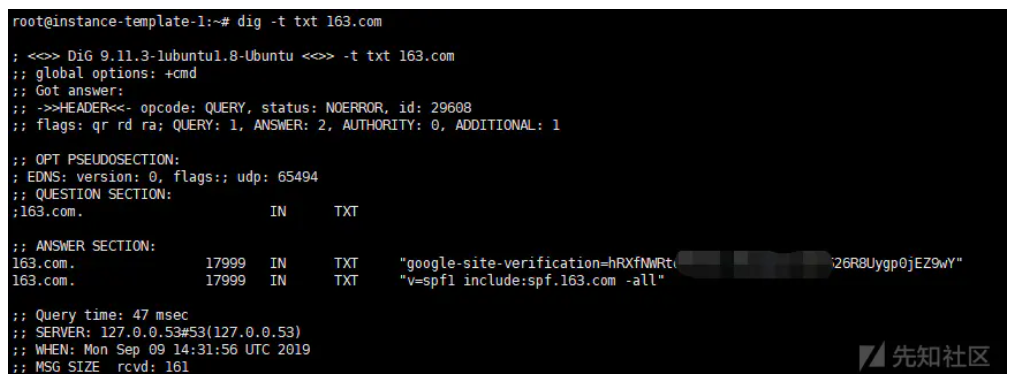 root@instance-template-1:~# dig -t txt 163.com
; <<>> DiG 9.11.3-1ubuntu1.8-Ubuntu <<>> -t txt 163.com
;; global options: +cmd
;; Got answer:
;; ->>HEADER<<- opcode: QUERY, status: NOERROR, id: 29608
;; flags: qr rd ra; QUERY: 1, ANSWER: 2, AUTHORITY: 0, ADDITIONAL: 1
;; OPT PSEUDOSECTION:
; EDNS: version: 0, flags:; udp: 65494
;; QUESTION SECTION:
;163.com. IN TXT
;; ANSWER SECTION:
163.com. 17999 IN TXT "google-site-verification=hRXfNWRt 26R8Uygp0jEZ9wY"
163.com. 17999 IN TXT "v=spf1 include:spf.163.com -all"
;; Query time: 47 msec
;; SERVER: 127.0.0.53#53(127.0.0.53)
;; WHEN: Mon Sep 09 14:31:56 UTC 2019
;; MSG SIZE rcvd: 161
先知社区